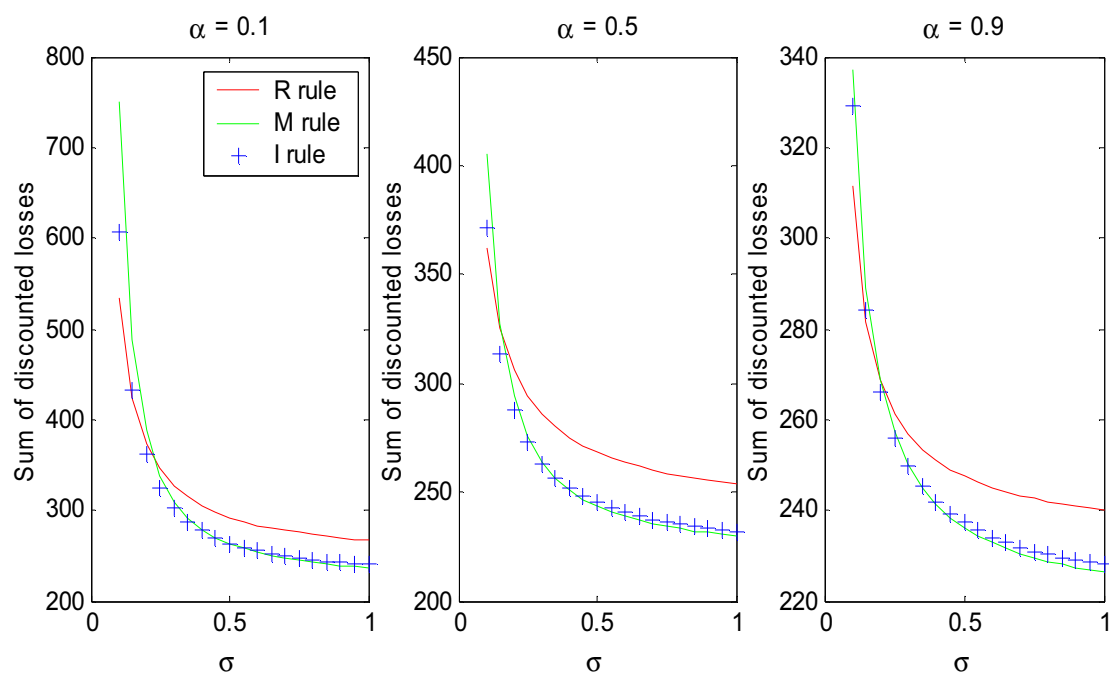 α = 0.1
800
700
600
500
400
300
200
Sum of discounted losses
R rule
M rule
I rule
0
0.5
1
σ
α = 0.5
450
400
350
300
250
200
Sum of discounted losses
0
0.5
1
σ
α = 0.9
340
320
300
280
260
240
220
Sum of discounted losses
0
0.5
1
σ